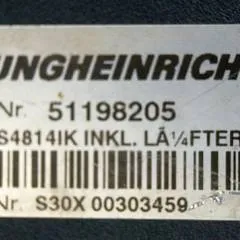 UNGHEINRICH
Nr. 51198205
S4814IK INKL. LÃ¼FTER
Nr. S30X 00303459